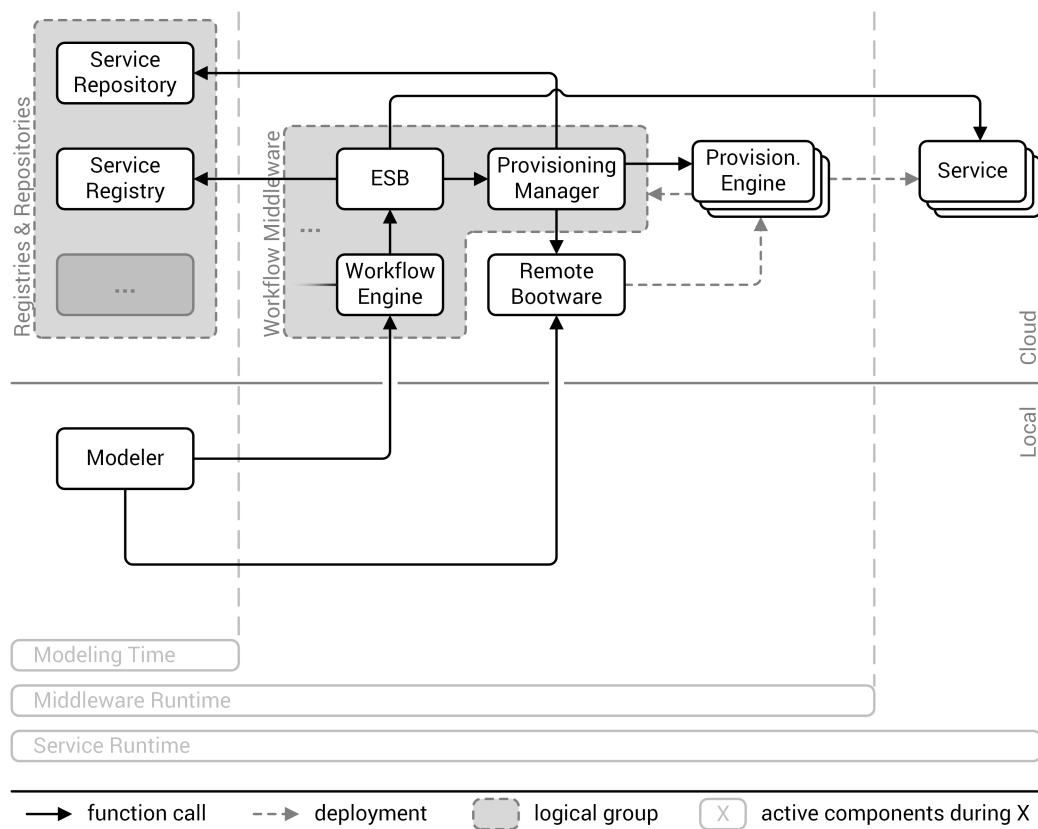 Registries & Repositories
Service
Repository
Service
Registry
...
Workflow Middleware
ESB
Provisioning
Manager
Provision.
Engine
Service
...
Workflow
Engine
Remote
Bootware
Cloud
Local
Modeler
Modeling Time
Middleware Runtime
Service Runtime
function call
deployment
logical group
X
active components during X